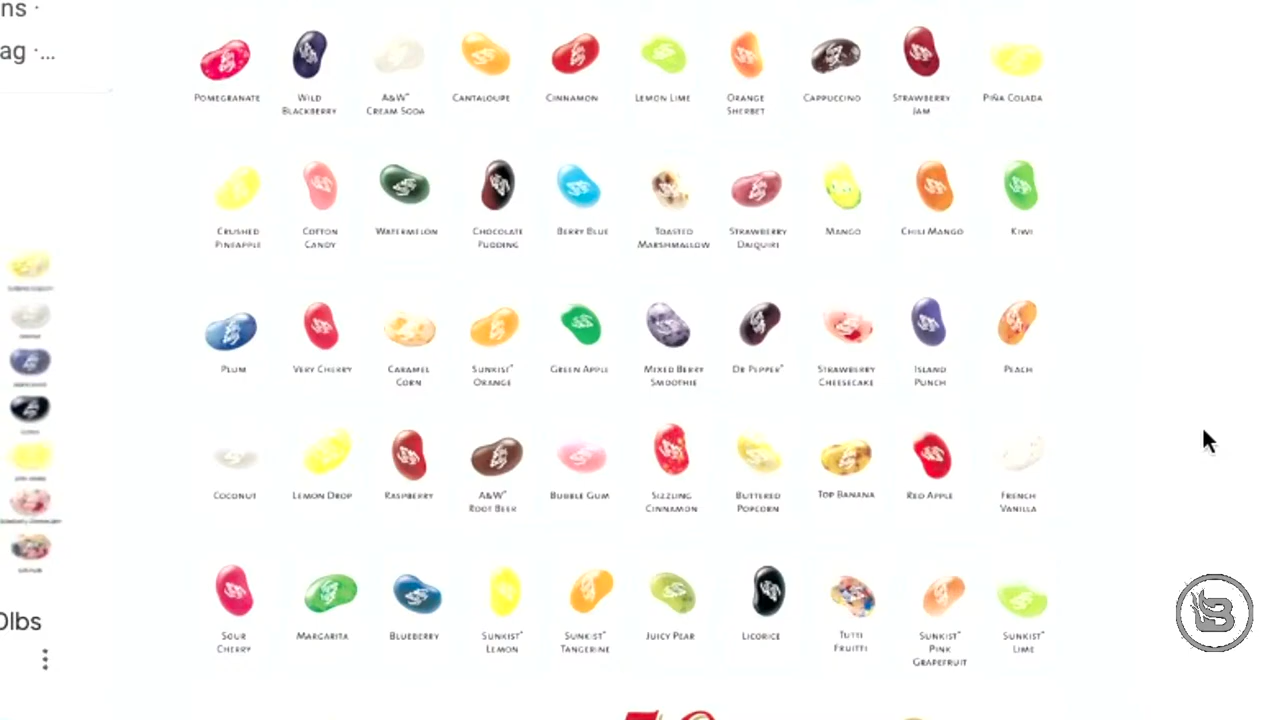 ns ·
ag ·...
POMEGRANATE
WILD
BLACKBERRY
A&W™
CREAM SODA
CANTALOUPE
CINNAMON
LEMON LIME
ORANGE
SHERBET
CAPPUCCINO
STRAWBERRY
JAM
PIÑA COLADA
CRUSHED
PINEAPPLE
COTTON
CANDY
WATERMELON
CHOCOLATE
PUDDING
BERRY BLUE
TOASTED
MARSHMALLOW
STRAWBERRY
DAIQUIRI
MANGO
CHILI MANGO
KIWI
PLUM
VERY CHERRY
CARAMEL
CORN
SUNKIST®
ORANGE
GREEN APPLE
MIXED BERRY
SMOOTHIE
DR PEPPER®
STRAWBERRY
CHEESECAKE
ISLAND
PUNCH
PEACH
COCONUT
LEMON DROP
RASPBERRY
A&W®
ROOT BEER
BUBBLE GUM
SIZZLING
CINNAMON
BUTTERED
POPCORN
TOP BANANA
RED APPLE
FRENCH
VANILLA
SOUR
CHERRY
MARGARITA
BLUEBERRY
SUNKIST®
LEMON
SUNKIST®
TANGERINE
JUICY PEAR
LICORICE
TUTTI
FRUITTI
SUNKIST®
PINK
GRAPEFRUIT
SUNKIST®
LIME
0lbs
B